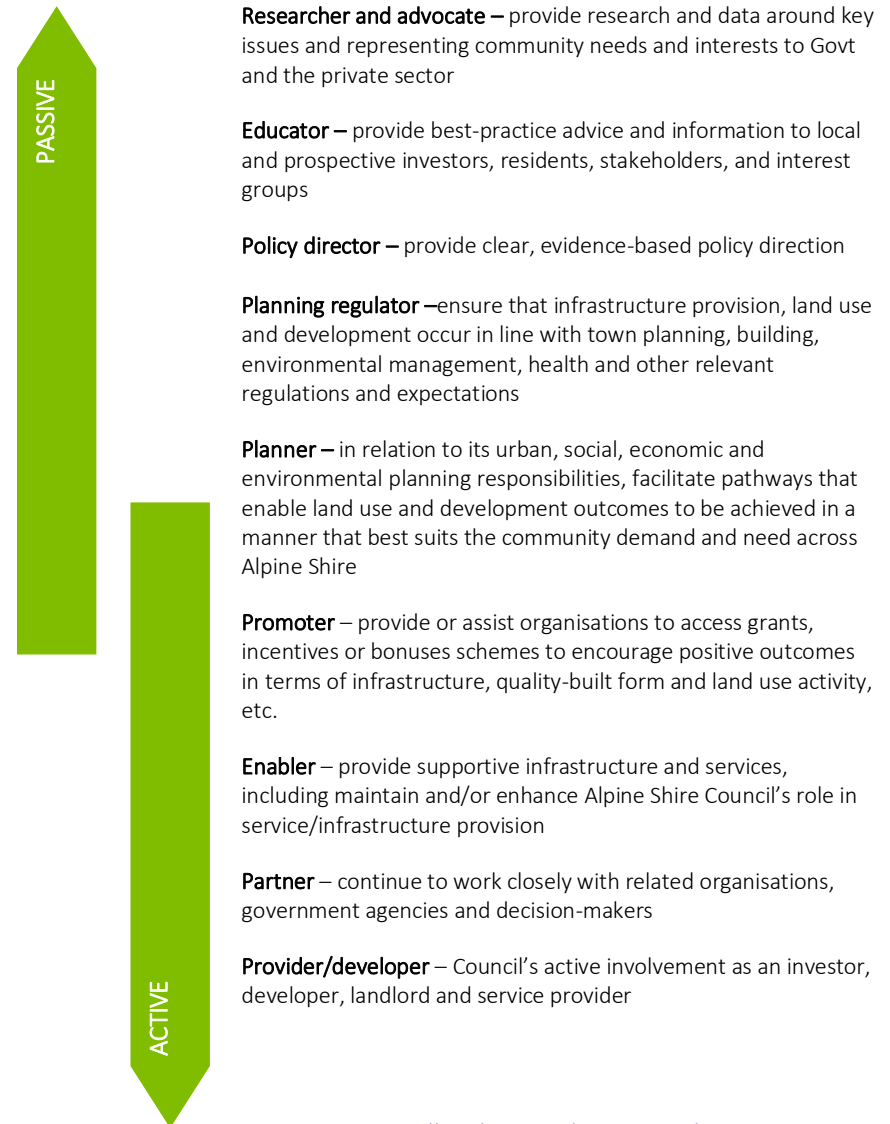 PASSIVE
Researcher and advocate – provide research and data around key
issues and representing community needs and interests to Govt
and the private sector
Educator – provide best-practice advice and information to local
and prospective investors, residents, stakeholders, and interest
groups
Policy director – provide clear, evidence-based policy direction
Planning regulator –ensure that infrastructure provision, land use
and development occur in line with town planning, building,
environmental management, health and other relevant
regulations and expectations
Planner – in relation to its urban, social, economic and
environmental planning responsibilities, facilitate pathways that
enable land use and development outcomes to be achieved in a
manner that best suits the community demand and need across
Alpine Shire
Promoter – provide or assist organisations to access grants,
incentives or bonuses schemes to encourage positive outcomes
in terms of infrastructure, quality-built form and land use activity,
etc.
Enabler – provide supportive infrastructure and services,
including maintain and/or enhance Alpine Shire Council’s role in
service/infrastructure provision
Partner – continue to work closely with related organisations,
government agencies and decision-makers
Provider/developer – Council’s active involvement as an investor,
developer, landlord and service provider
ACTIVE